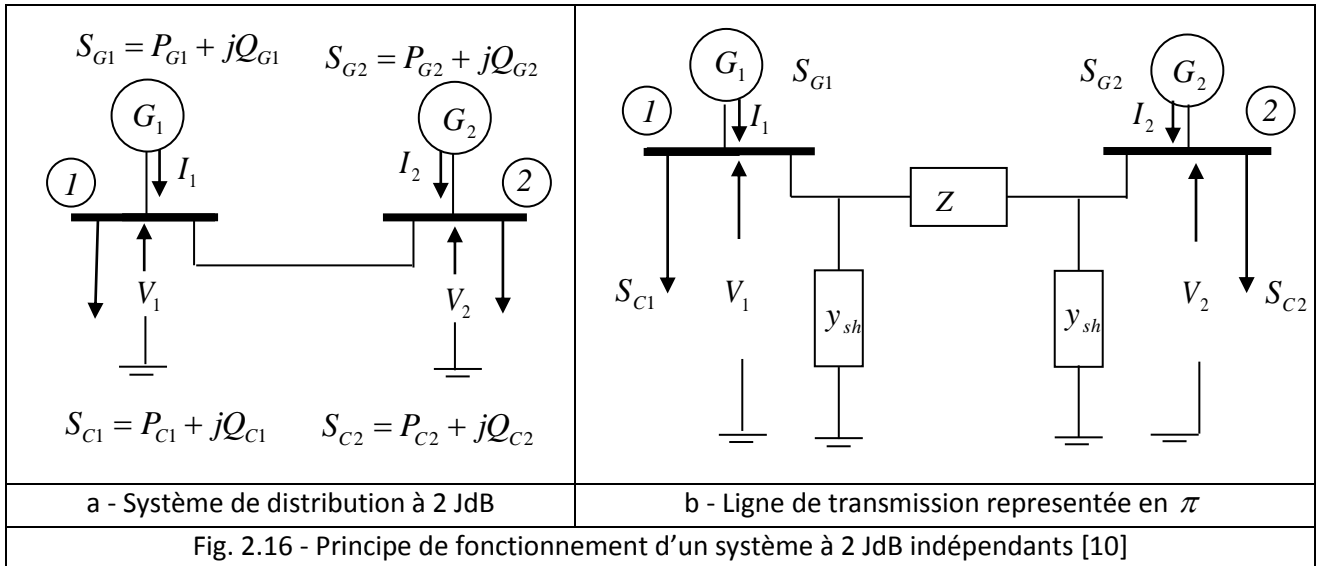 S_{G1} = P_{G1} + jQ_{G1}
S_{G2} = P_{G2} + jQ_{G2}
G_1
G_2
1
I_1
I_2
2
V_1
V_2
S_{C1} = P_{C1} + jQ_{C1}
S_{C2} = P_{C2} + jQ_{C2}
a - Système de distribution à 2 JdB
G_1
S_{G1}
S_{G2}
G_2
1
I_1
I_2
2
Z
S_{C1}
V_1
y_{sh}
y_{sh}
V_2
S_{C2}
b - Ligne de transmission representée en π
Fig. 2.16 - Principe de fonctionnement d'un système à 2 JdB indépendants [10]